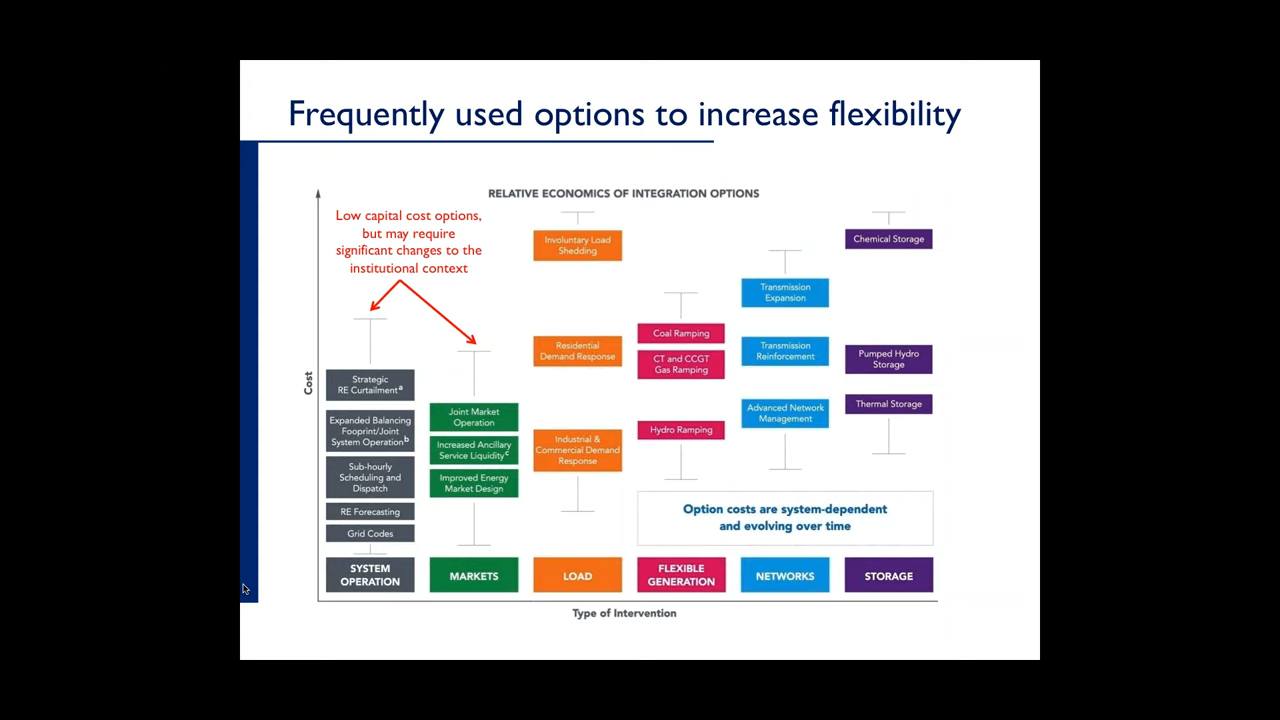 Frequently used options to increase flexibility
RELATIVE ECONOMICS OF INTEGRATION OPTIONS
Low capital cost options,
but may require
significant changes to the
institutional context
Cost
Strategic
RE Curtailment a
Expanded Balancing
Fooprint/Joint
System Operation b
Sub-hourly
Scheduling and
Dispatch
RE Forecasting
Grid Codes
SYSTEM
OPERATION
Joint Market
Operation
Increased Ancillary
Service Liquidity c
Improved Energy
Market Design
MARKETS
Involuntary Load
Shedding
Residential
Demand Response
Industrial &
Commercial Demand
Response
LOAD
Coal Ramping
CT and CCGT
Gas Ramping
Hydro Ramping
FLEXIBLE
GENERATION
Transmission
Expansion
Transmission
Reinforcement
Advanced Network
Management
NETWORKS
Chemical Storage
Pumped Hydro
Storage
Thermal Storage
STORAGE
Option costs are system-dependent
and evolving over time
Type of Intervention